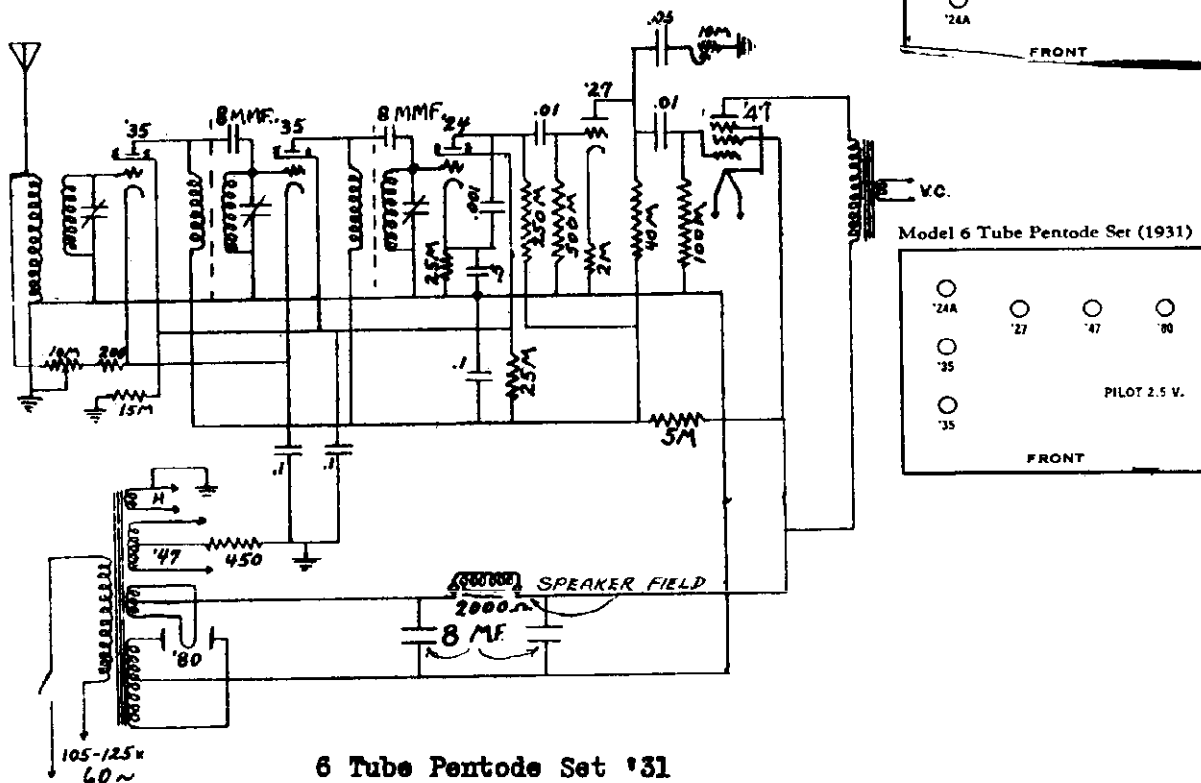 '24A
FRONT
.05
10M
'35
8 MMF.
'35
8 MMF.
'24
.01
'27
.01
'47
.001
250M
500M
2M
40M
100M
V.C.
25M
Model 6 Tube Pentode Set (1931)
'24A
'27
'47
'80
'35
PILOT 2.5 V.
'35
FRONT
10M
200
15M
.1
25M
5M
.1
.1
H
'47
450
SPEAKER FIELD
2000 Ω
8 MF.
'80
105-125V
60~
6 Tube Pentode Set '31